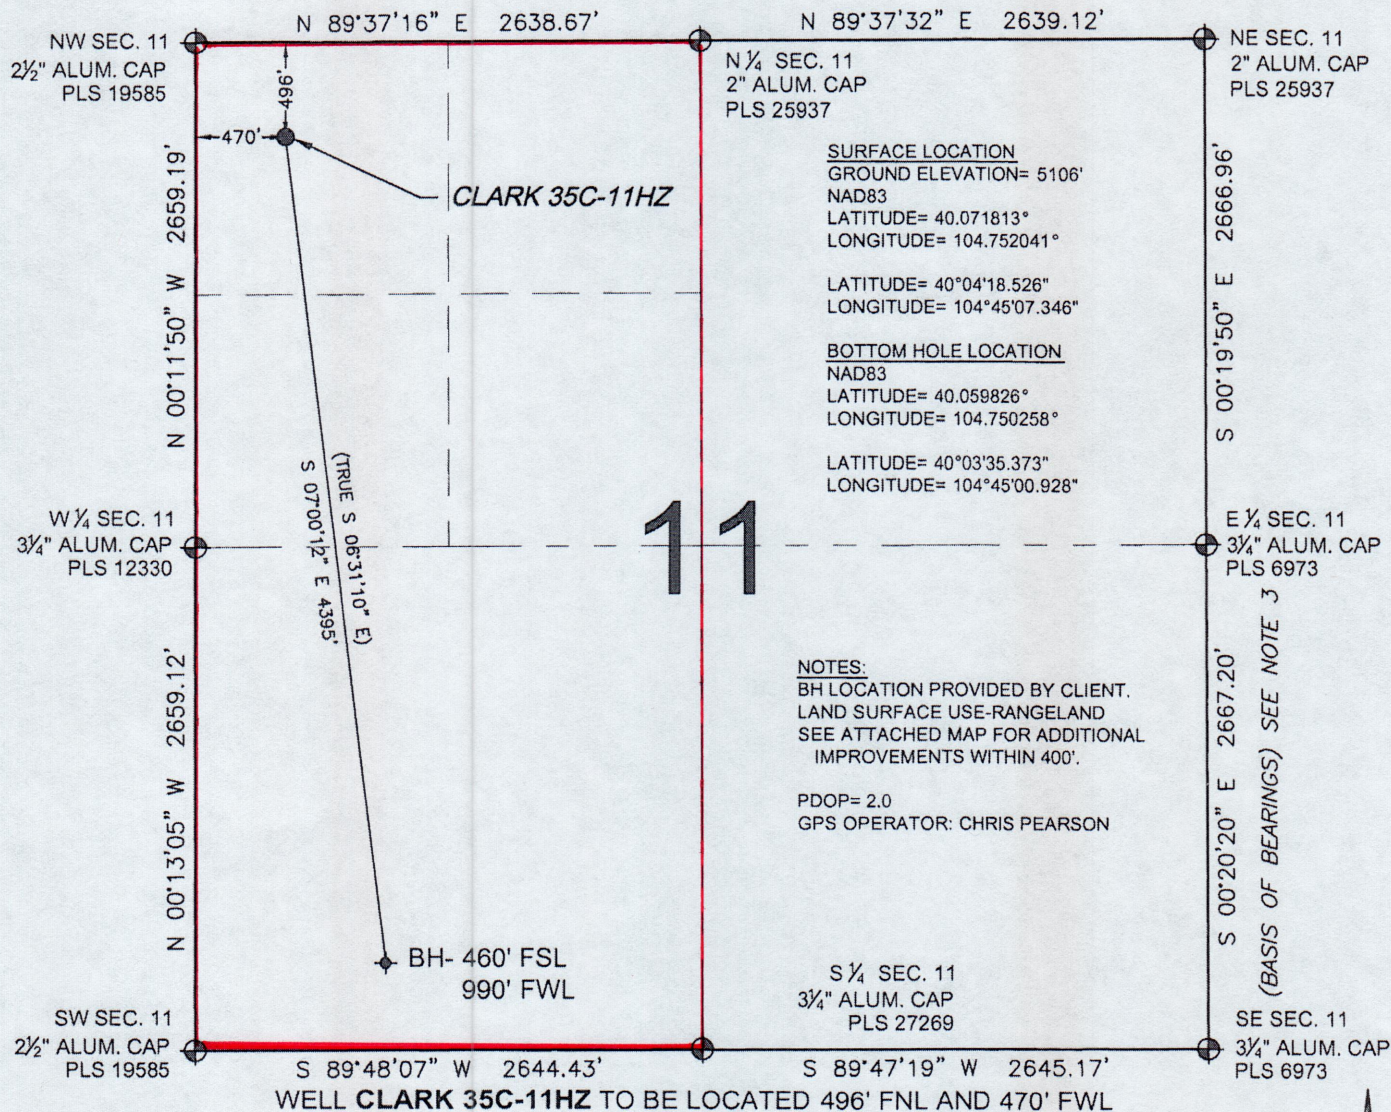 N 89°37'16" E 2638.67'
N 89°37'32" E 2639.12'
NW SEC. 11
2½" ALUM. CAP
PLS 19585
N ¼ SEC. 11
2" ALUM. CAP
PLS 25937
NE SEC. 11
2" ALUM. CAP
PLS 25937
496'
470'
CLARK 35C-11HZ
SURFACE LOCATION
GROUND ELEVATION= 5106'
NAD83
LATITUDE= 40.071813°
LONGITUDE= 104.752041°
LATITUDE= 40°04'18.526"
LONGITUDE= 104°45'07.346"
BOTTOM HOLE LOCATION
NAD83
LATITUDE= 40.059826°
LONGITUDE= 104.750258°
LATITUDE= 40°03'35.373"
LONGITUDE= 104°45'00.928"
N 00°11'50" W 2659.19'
S 00°19'50" E 2666.96'
(TRUE S 06°31'10" E)
S 07°00'12" E 4395'
W ¼ SEC. 11
3¼" ALUM. CAP
PLS 12330
11
E ¼ SEC. 11
3¼" ALUM. CAP
PLS 6973
NOTES:
BH LOCATION PROVIDED BY CLIENT.
LAND SURFACE USE-RANGELAND
SEE ATTACHED MAP FOR ADDITIONAL
IMPROVEMENTS WITHIN 400'.
PDOP= 2.0
GPS OPERATOR: CHRIS PEARSON
N 00°13'05" W 2659.12'
S 00°20'20" E 2667.20'
(BASIS OF BEARINGS) SEE NOTE 3
BH- 460' FSL
990' FWL
S ¼ SEC. 11
3¼" ALUM. CAP
PLS 27269
SW SEC. 11
2½" ALUM. CAP
PLS 19585
SE SEC. 11
3¼" ALUM. CAP
PLS 6973
S 89°48'07" W 2644.43'
S 89°47'19" W 2645.17'
WELL CLARK 35C-11HZ TO BE LOCATED 496' FNL AND 470' FWL